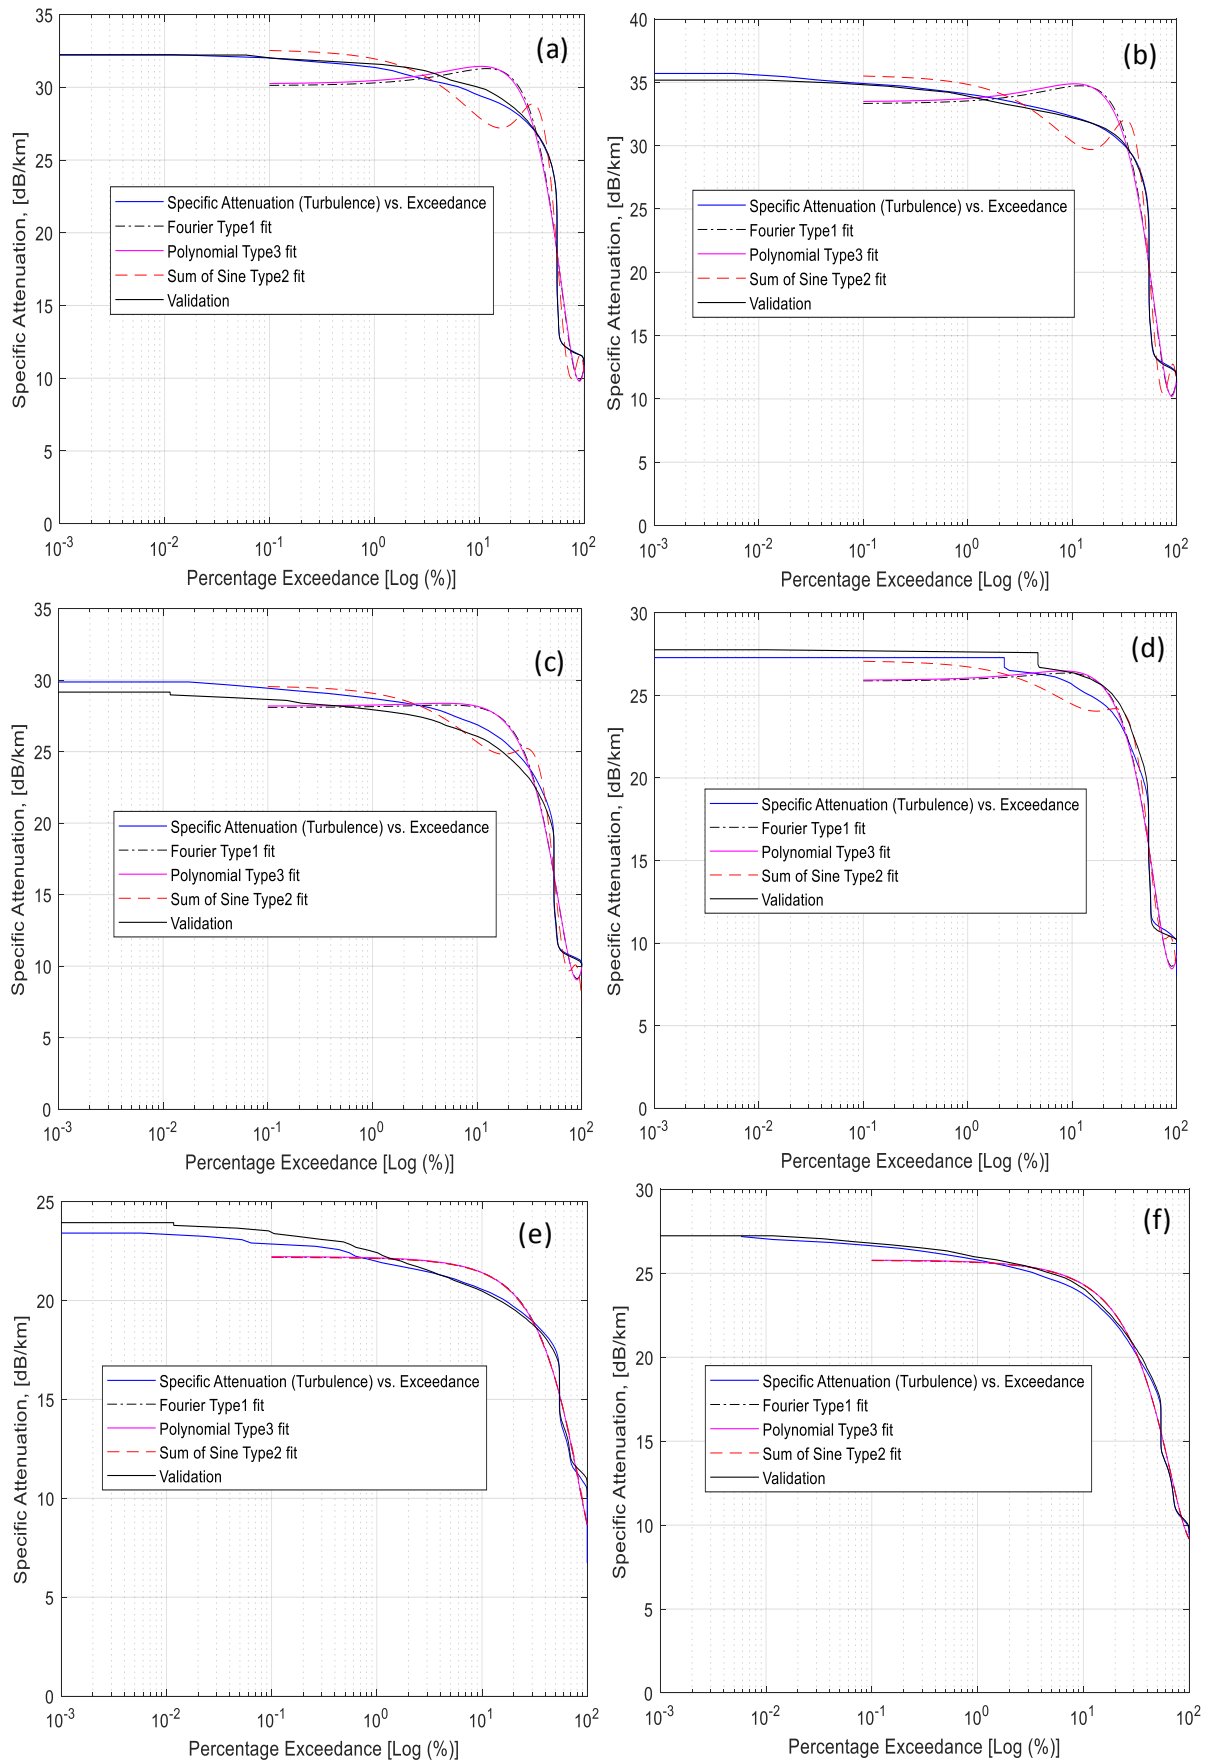 (a)
35
30
25
20
15
10
5
0
Specific Attenuation, [dB/km]
Specific Attenuation (Turbulence) vs. Exceedance
Fourier Type1 fit
Polynomial Type3 fit
Sum of Sine Type2 fit
Validation
10-3 10-2 10-1 100 101 102
Percentage Exceedance [Log (%)]
(b)
40
35
30
25
20
15
10
5
0
Specific Attenuation, [dB/km]
Specific Attenuation (Turbulence) vs. Exceedance
Fourier Type1 fit
Polynomial Type3 fit
Sum of Sine Type2 fit
Validation
10-3 10-2 10-1 100 101 102
Percentage Exceedance [Log (%)]
(c)
35
30
25
20
15
10
5
0
Specific Attenuation, [dB/km]
Specific Attenuation (Turbulence) vs. Exceedance
Fourier Type1 fit
Polynomial Type3 fit
Sum of Sine Type2 fit
Validation
10-3 10-2 10-1 100 101 102
Percentage Exceedance [Log (%)]
(d)
30
25
20
15
10
5
0
Specific Attenuation, [dB/km]
Specific Attenuation (Turbulence) vs. Exceedance
Fourier Type1 fit
Polynomial Type3 fit
Sum of Sine Type2 fit
Validation
10-3 10-2 10-1 100 101 102
Percentage Exceedance [Log (%)]
(e)
25
20
15
10
5
0
Specific Attenuation, [dB/km]
Specific Attenuation (Turbulence) vs. Exceedance
Fourier Type1 fit
Polynomial Type3 fit
Sum of Sine Type2 fit
Validation
10-3 10-2 10-1 100 101 102
Percentage Exceedance [Log (%)]
(f)
30
25
20
15
10
5
0
Specific Attenuation, [dB/km]
Specific Attenuation (Turbulence) vs. Exceedance
Fourier Type1 fit
Polynomial Type3 fit
Sum of Sine Type2 fit
Validation
10-3 10-2 10-1 100 101 102
Percentage Exceedance [Log (%)]